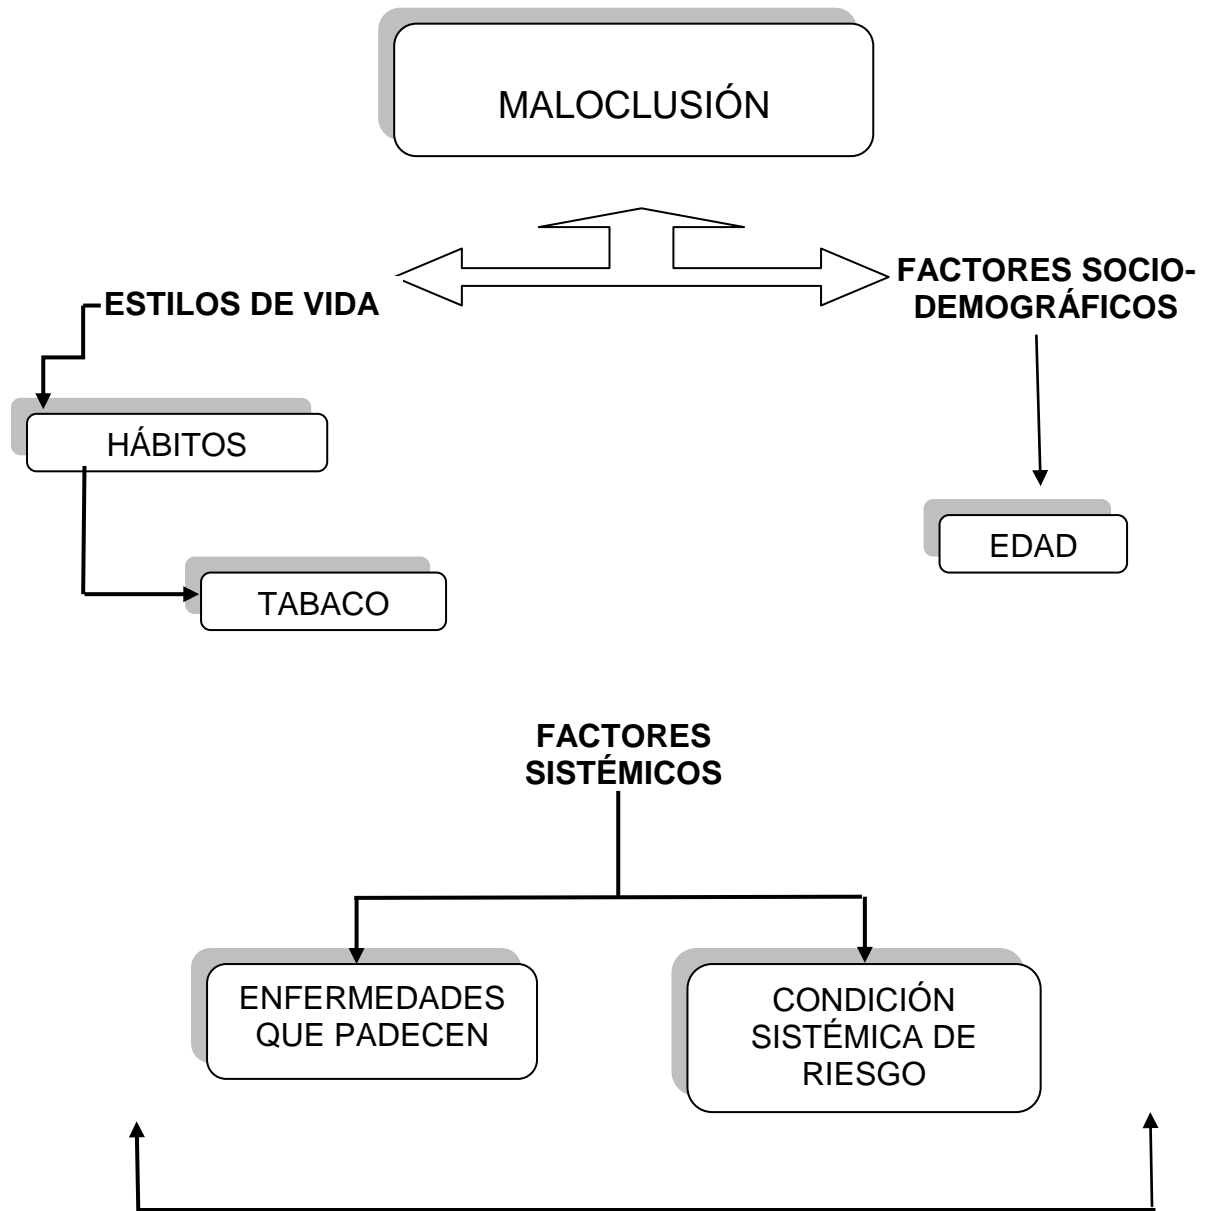 MALOCLUSIÓN
ESTILOS DE VIDA
FACTORES SOCIO-
DEMOGRÁFICOS
HÁBITOS
EDAD
TABACO
FACTORES
SISTÉMICOS
ENFERMEDADES
QUE PADECEN
CONDICIÓN
SISTÉMICA DE
RIESGO